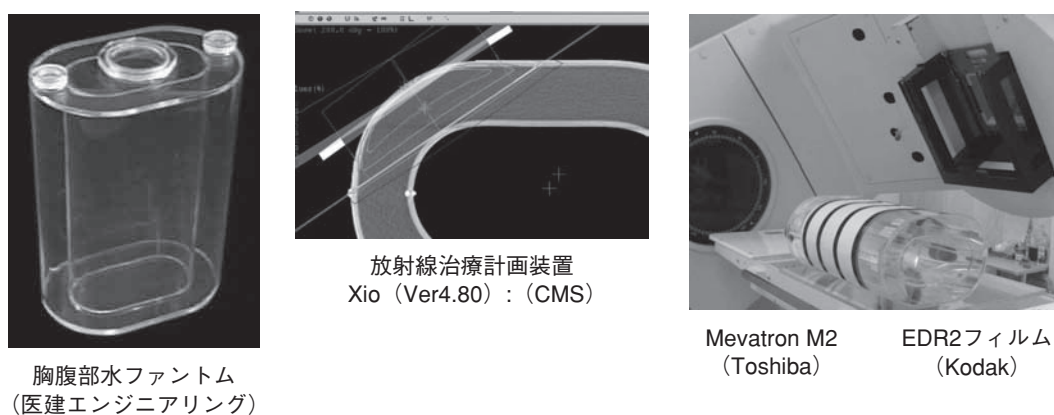 胸腹部水ファントム
（医建エンジニアリング）
放射線治療計画装置
Xio（Ver4.80）:（CMS）
Mevatron M2
（Toshiba）
EDR2フィルム
（Kodak）